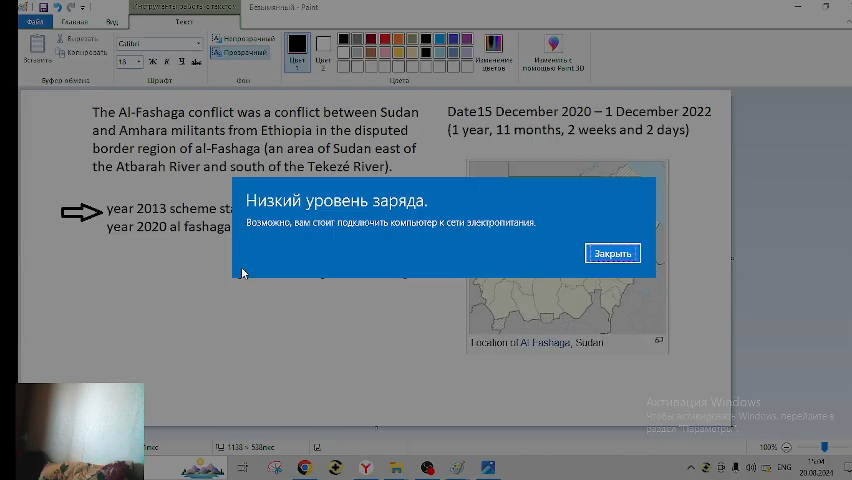 Инструменты работы с текстом
Безымянный - Paint
Файл
Главная
Вид
Текст
Вставить
Вырезать
Копировать
Буфер обмена
Calibri
16
Ж К Ч abc
Шрифт
Непрозрачный
Прозрачный
Фон
Цвет
1
Цвет
2
Изменение
цветов
Цвета
Изменить с
помощью Paint 3D
The Al-Fashaga conflict was a conflict between Sudan
and Amhara militants from Ethiopia in the disputed
border region of al-Fashaga (an area of Sudan east of
the Atbarah River and south of the Tekezé River).
Date15 December 2020 – 1 December 2022
(1 year, 11 months, 2 weeks and 2 days)
year 2013 scheme sta
year 2020 al fashaga
Низкий уровень заряда.
Возможно, вам стоит подключить компьютер к сети электропитания.
Закрыть
Location of Al Fashaga, Sudan
Активация Windows
Чтобы активировать Windows, перейдите в
раздел "Параметры".
1138 × 538пкс
100%
ENG
15:04
20.08.2024